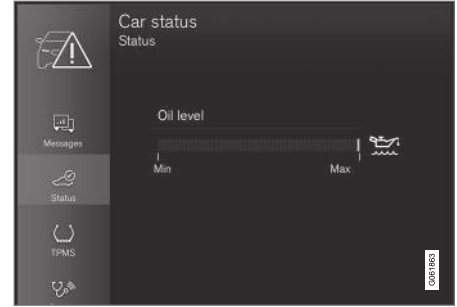 Car status
Status
Oil level
Min
Max
Messages
Status
TPMS
G061863